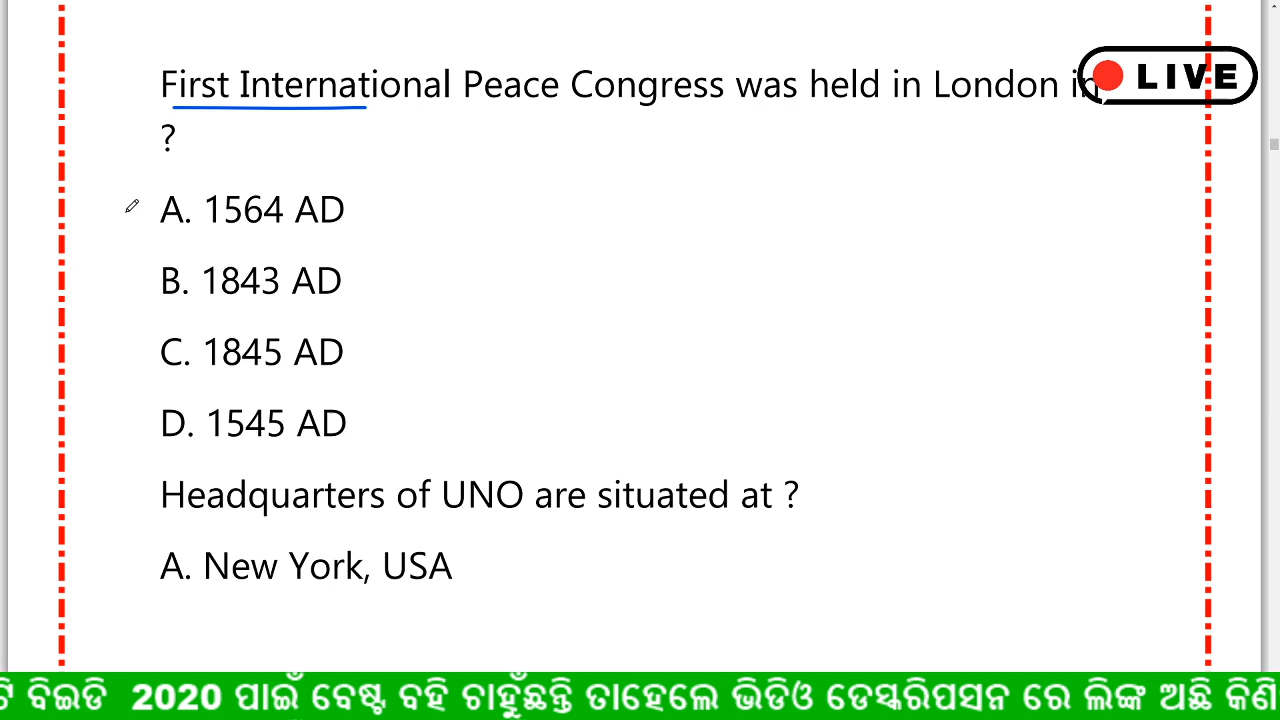 First International Peace Congress was held in London in
?
LIVE
A. 1564 AD
B. 1843 AD
C. 1845 AD
D. 1545 AD
Headquarters of UNO are situated at ?
A. New York, USA
ବିଇଡି 2020 ପାଇଁ ବେଷ୍ଟ ବହି ଚାହୁଁଛନ୍ତି ତାହେଲେ ଭିଡିଓ ଡେସ୍କରିପସନ ରେ ଲିଙ୍କ ଅଛି କିଣି